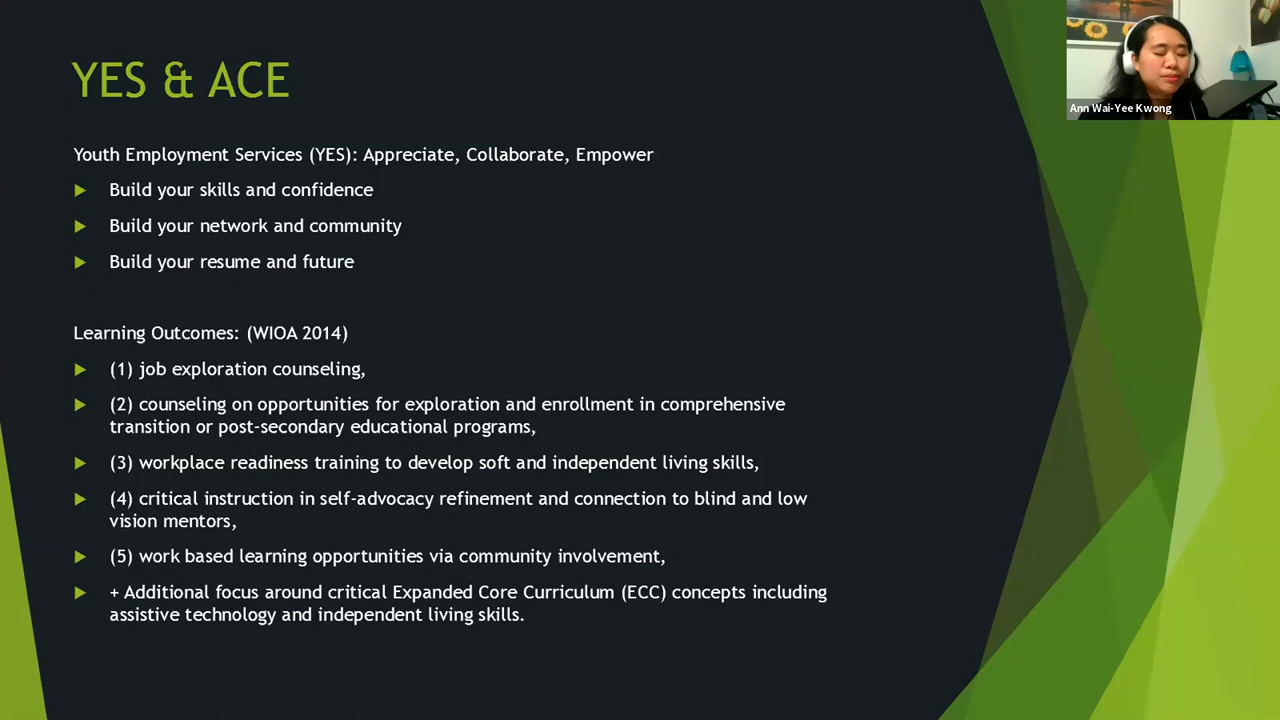 YES & ACE
Ann Wai-Yee Kwong
Youth Employment Services (YES): Appreciate, Collaborate, Empower
Build your skills and confidence
Build your network and community
Build your resume and future
Learning Outcomes: (WIOA 2014)
(1) job exploration counseling,
(2) counseling on opportunities for exploration and enrollment in comprehensive
transition or post-secondary educational programs,
(3) workplace readiness training to develop soft and independent living skills,
(4) critical instruction in self-advocacy refinement and connection to blind and low
vision mentors,
(5) work based learning opportunities via community involvement,
+ Additional focus around critical Expanded Core Curriculum (ECC) concepts including
assistive technology and independent living skills.